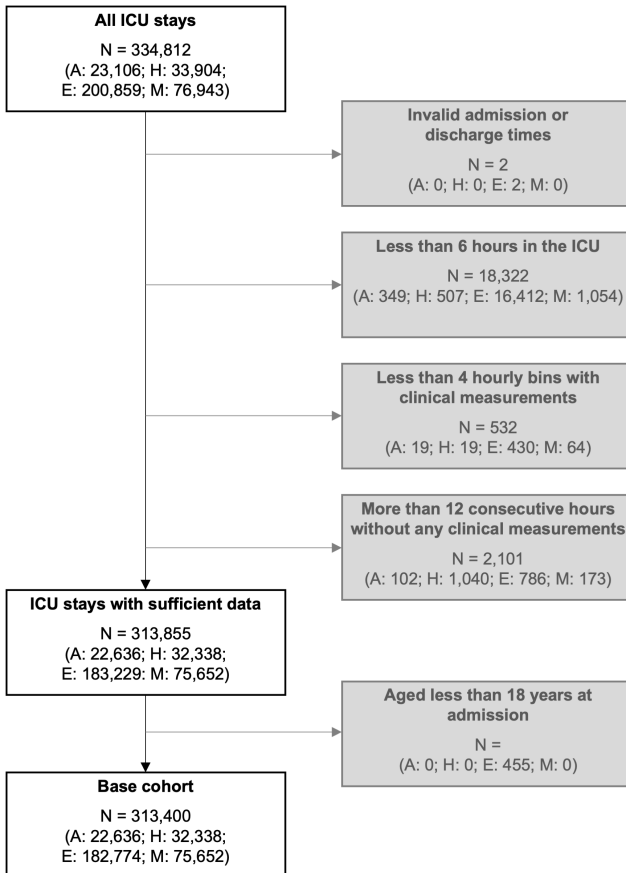 All ICU stays
N = 334,812
(A: 23,106; H: 33,904;
E: 200,859; M: 76,943)
Invalid admission or
discharge times
N = 2
(A: 0; H: 0; E: 2; M: 0)
Less than 6 hours in the ICU
N = 18,322
(A: 349; H: 507; E: 16,412; M: 1,054)
Less than 4 hourly bins with
clinical measurements
N = 532
(A: 19; H: 19; E: 430; M: 64)
More than 12 consecutive hours
without any clinical measurements
N = 2,101
(A: 102; H: 1,040; E: 786; M: 173)
ICU stays with sufficient data
N = 313,855
(A: 22,636; H: 32,338;
E: 183,229: M: 75,652)
Aged less than 18 years at
admission
N =
(A: 0; H: 0; E: 455; M: 0)
Base cohort
N = 313,400
(A: 22,636; H: 32,338;
E: 182,774; M: 75,652)